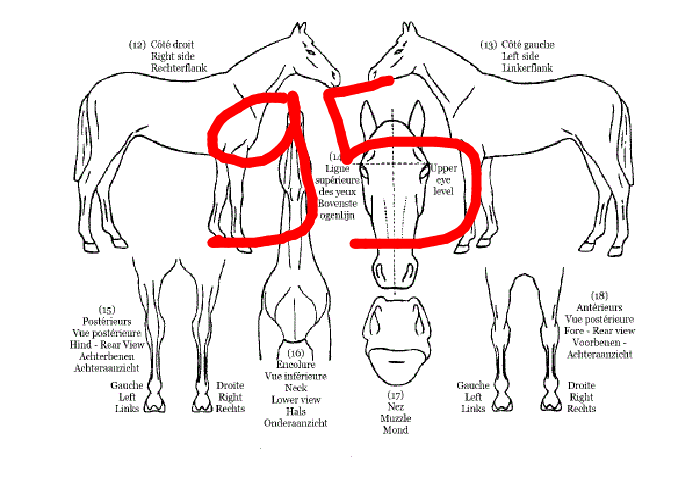 (12) Côté droit
Right side
Rechterflank
(13) Côté gauche
Left side
Linkerflank
95
(14)
Ligne
supérieure
des yeux
Bovenste
ogenlijn
Upper
eye
level
(15)
Postérieurs
Vue postérieure
Hind - Rear View
Achterbenen
Achteraanzicht
Gauche
Left
Links
Droite
Right
Rechts
(16)
Encolure
Vue inférieure
Neck
Lower view
Hals
Onderaanzicht
(17)
Nez
Muzzle
Mond
(18)
Antérieurs
Vue postérieure
Fore - Rear view
Voorbenen -
Achteraanzicht
Gauche
Left
Links
Droite
Right
Rechts